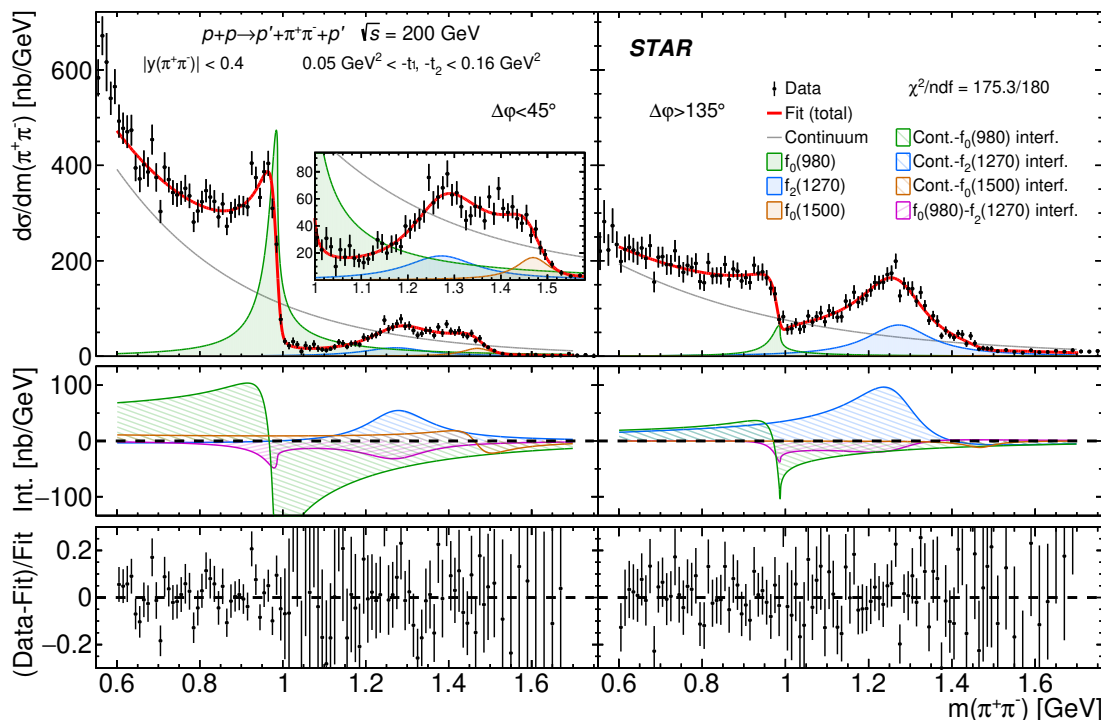 p+p→p′+π⁺π⁻+p′ √s = 200 GeV
|y(π⁺π⁻)| < 0.4 0.05 GeV² < -t₁, -t₂ < 0.16 GeV²
Δφ<45°
STAR
Δφ>135°
Data
χ²/ndf = 175.3/180
Fit (total)
Continuum
Cont.-f₀(980) interf.
f₀(980)
Cont.-f₂(1270) interf.
f₂(1270)
Cont.-f₀(1500) interf.
f₀(1500)
f₀(980)-f₂(1270) interf.
dσ/dm(π⁺π⁻) [nb/GeV]
600
400
200
0
80
60
40
20
1 1.1 1.2 1.3 1.4 1.5
Int. [nb/GeV]
100
0
−100
(Data-Fit)/Fit
0.2
0
−0.2
0.6 0.8 1 1.2 1.4 1.6
0.6 0.8 1 1.2 1.4 1.6
m(π⁺π⁻) [GeV]